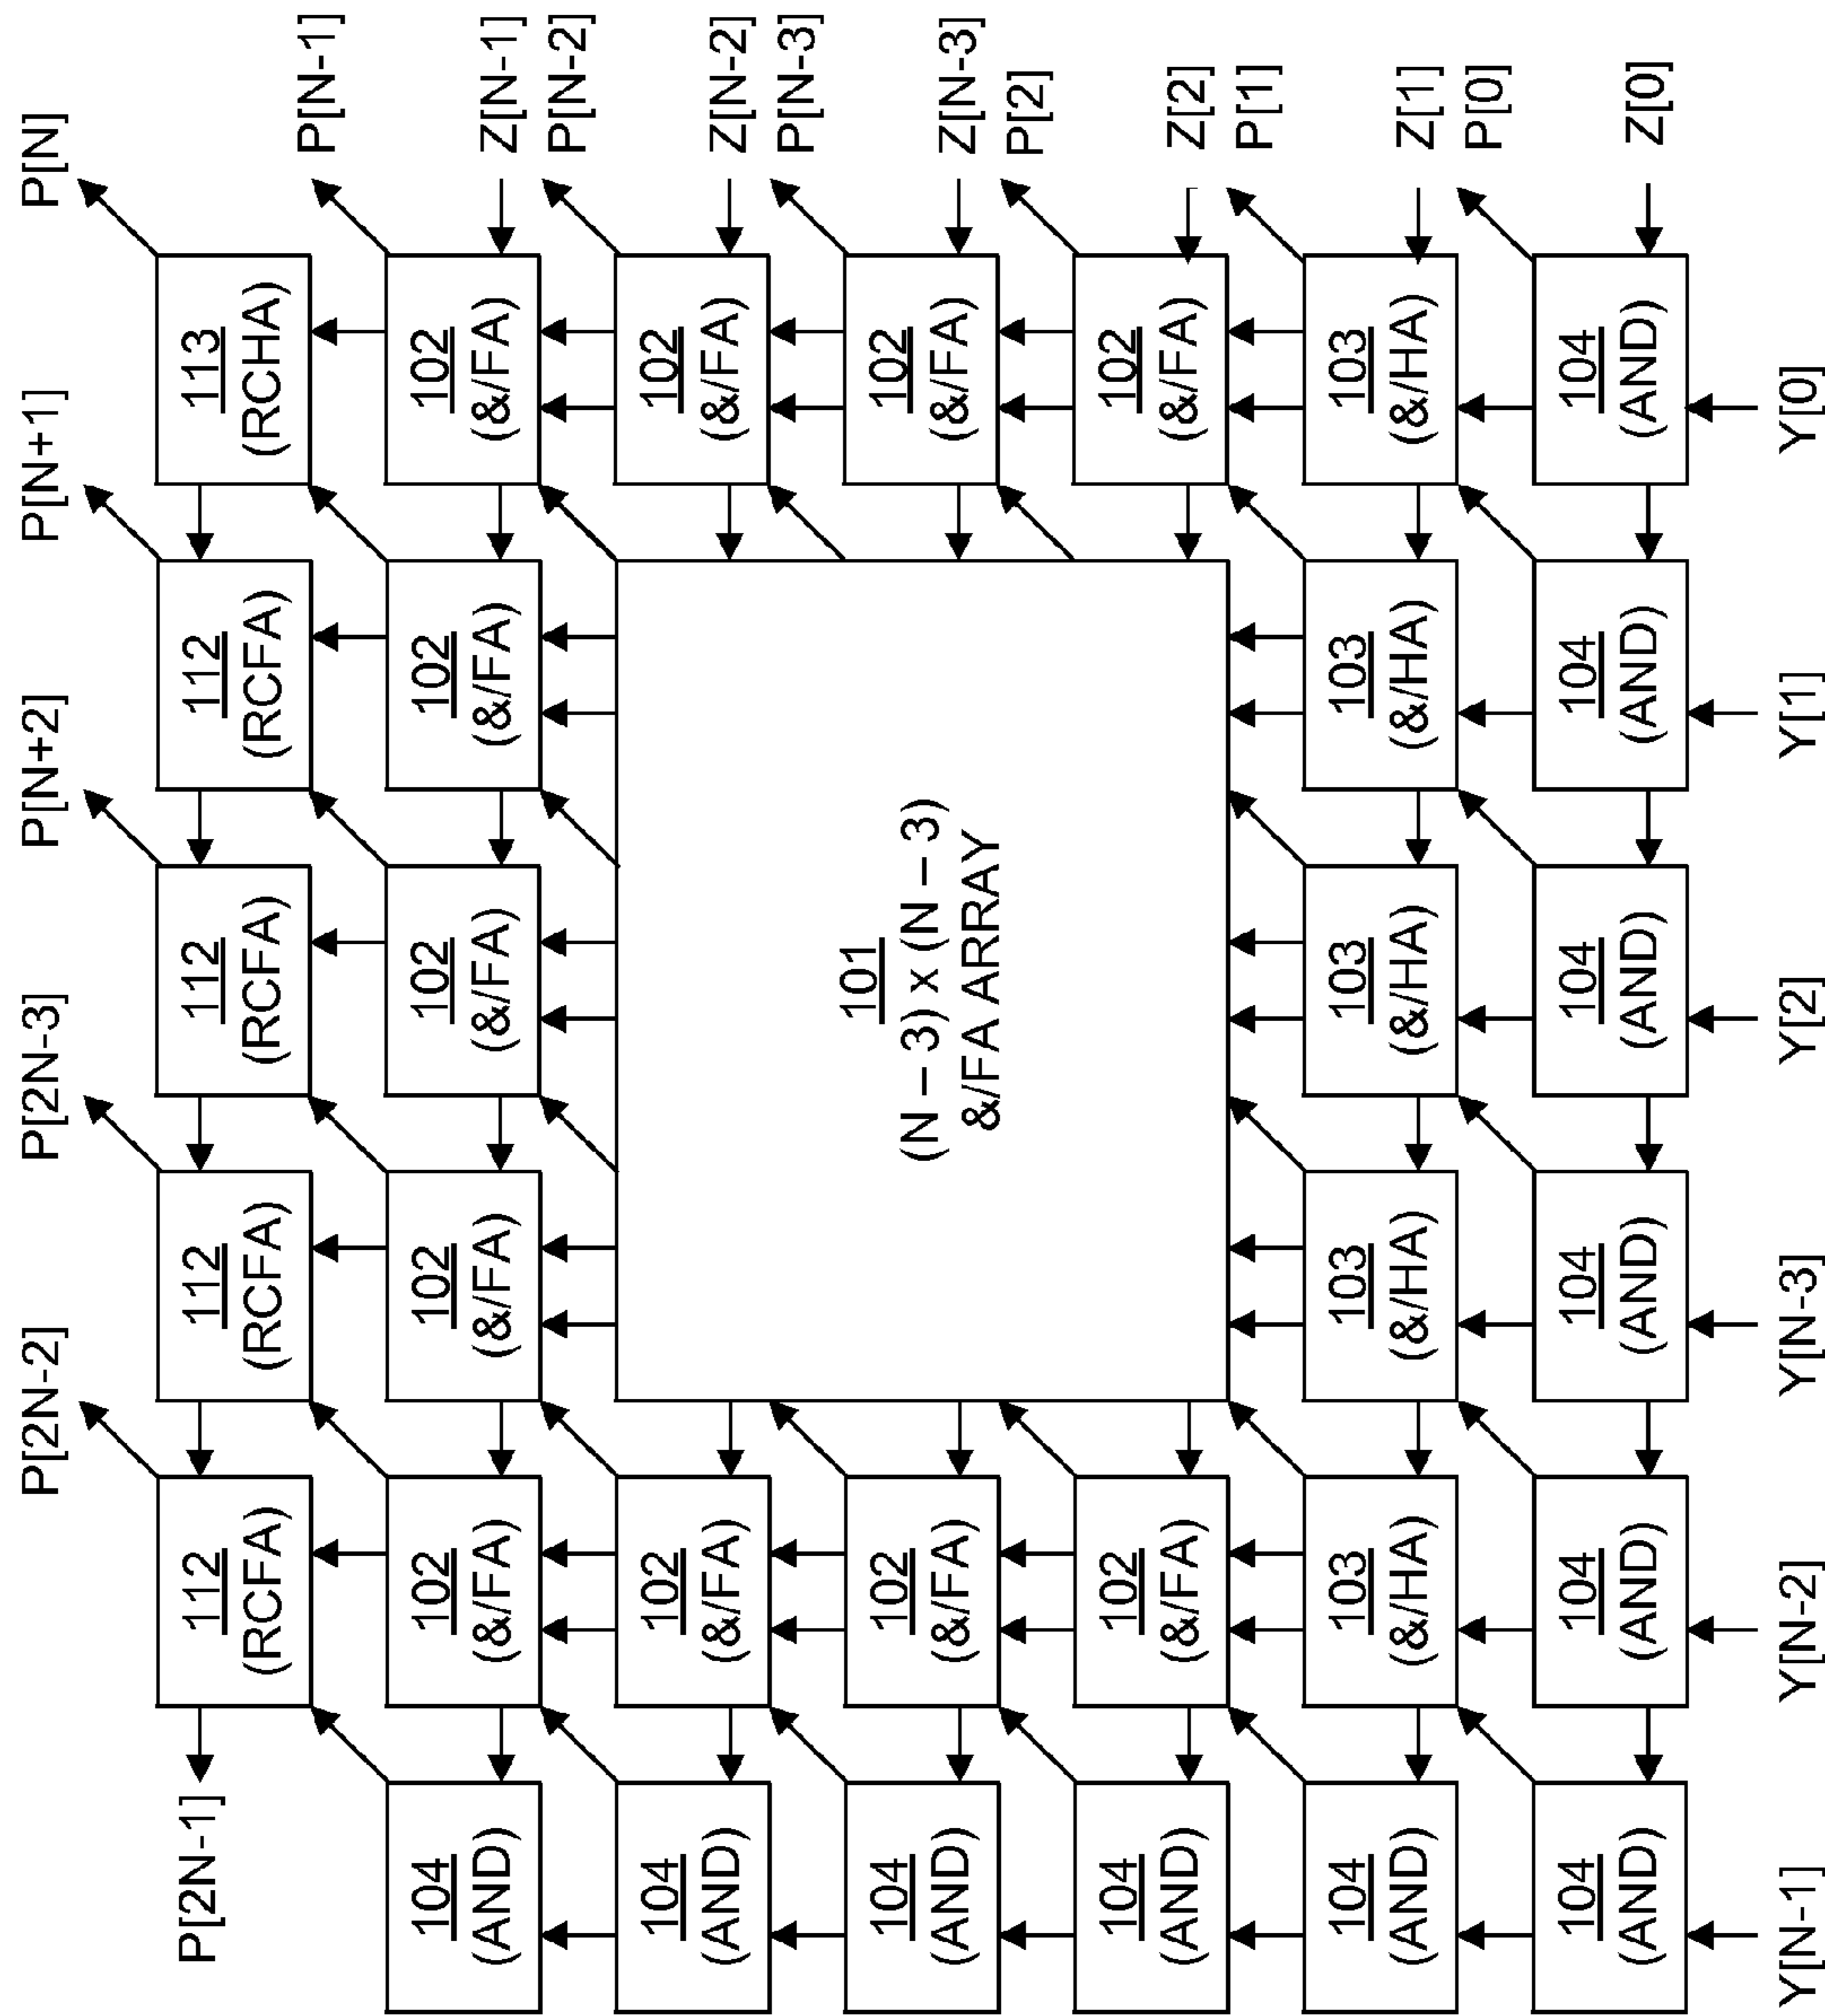 P[2N-2]
P[2N-3]
P[N+2]
P[N+1]
P[N]
P[2N-1]
112
(RCFA)
112
(RCFA)
112
(RCFA)
112
(RCFA)
113
(RCHA)
P[N-1]
104
(AND)
102
(&/FA)
102
(&/FA)
102
(&/FA)
102
(&/FA)
102
(&/FA)
Z[N-1]
P[N-2]
104
(AND)
102
(&/FA)
102
(&/FA)
Z[N-2]
P[N-3]
104
(AND)
102
(&/FA)
101
(N – 3) x (N – 3)
&/FA ARRAY
102
(&/FA)
Z[N-3]
P[2]
104
(AND)
102
(&/FA)
102
(&/FA)
Z[2]
P[1]
104
(AND)
103
(&/HA)
103
(&/HA)
103
(&/HA)
103
(&/HA)
103
(&/HA)
Z[1]
P[0]
104
(AND)
104
(AND)
104
(AND)
104
(AND)
104
(AND)
104
(AND)
Z[0]
Y[N-1]
Y[N-2]
Y[N-3]
Y[2]
Y[1]
Y[0]